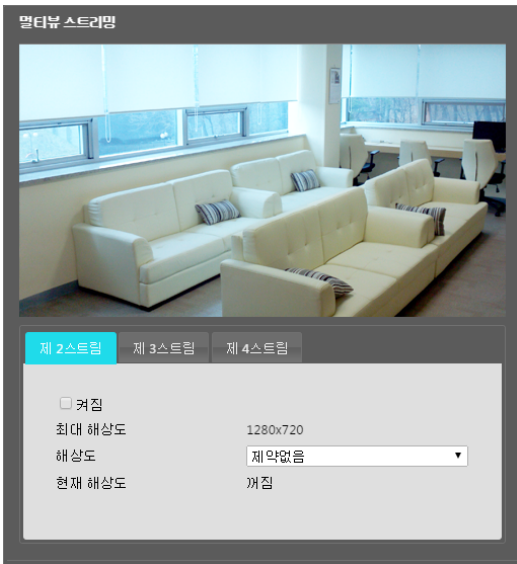 멀티뷰 스트리밍
제 2스트림 제 3스트림 제 4스트림
켜짐
최대 해상도 1280x720
해상도 제약없음
현재 해상도 꺼짐